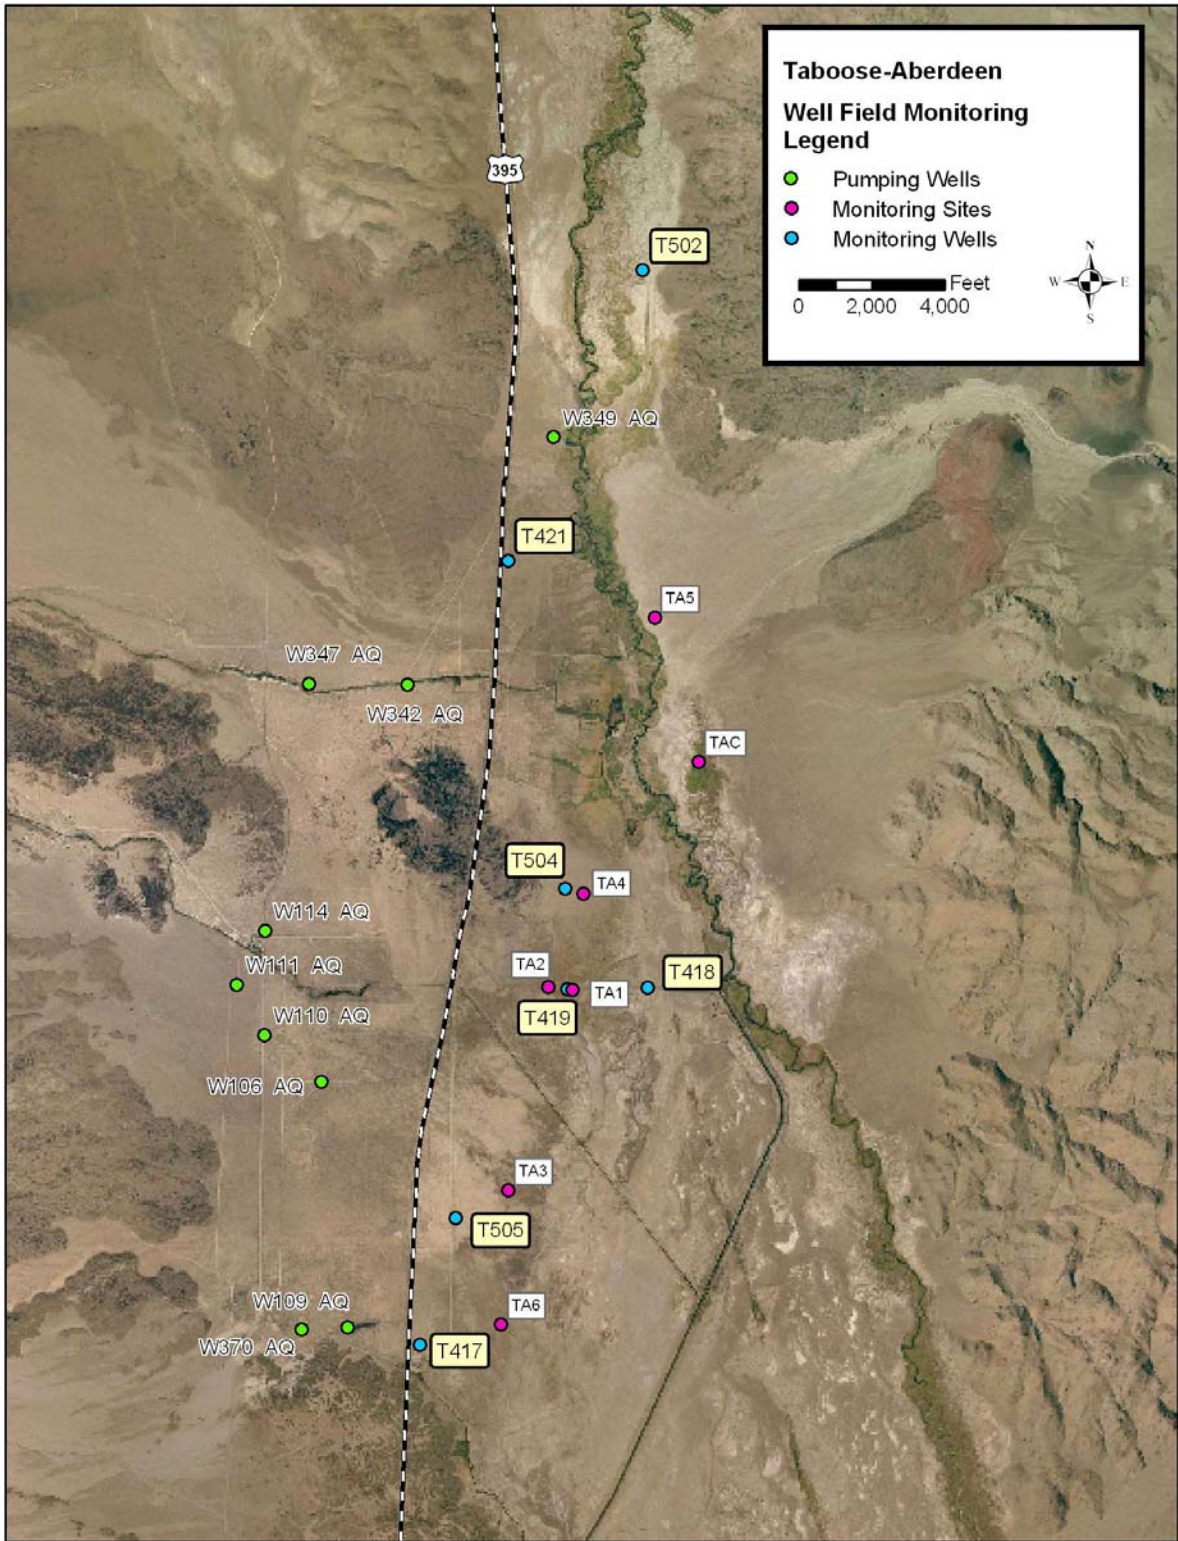 Taboose-Aberdeen
Well Field Monitoring
Legend
Pumping Wells
Monitoring Sites
Monitoring Wells
Feet
0 2,000 4,000
N
W E
S
395
T502
W349 AQ
T421
TA5
W347 AQ
W342 AQ
TAC
T504
TA4
W114 AQ
W111 AQ
TA2
T418
TA1
T419
W110 AQ
W106 AQ
TA3
T505
W109 AQ
TA6
W370 AQ
T417